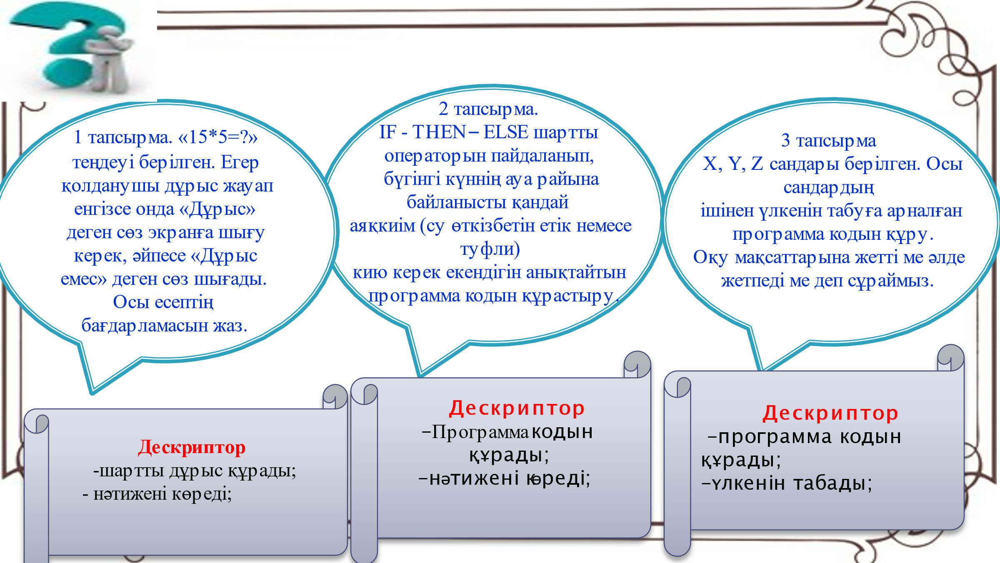 1 тапсырма. «15*5=?»
теңдеуі берілген. Егер
қолданушы дұрыс жауап
енгізсе онда «Дұрыс»
деген сөз экранға шығу
керек, әйпесе «Дұрыс
емес» деген сөз шығады.
Осы есептің
бағдарламасын жаз.
2 тапсырма.
IF - THEN – ELSE шартты
операторын пайдаланып,
бүгінгі күннің ауа райына
байланысты қандай
аяққиім (су өткізбетін етік немесе
туфли)
кию керек екендігін анықтайтын
программа кодын құрастыру.
3 тапсырма
X, Y, Z сандары берілген. Осы
сандардың
ішінен үлкенін табуға арналған
программа кодын құру.
Оқу мақсаттарына жетті ме әлде
жетпеді ме деп сұраймыз.
Дескриптор
-шартты дұрыс құрады;
- нәтижені көреді;
Дескриптор
–Программа кодын
құрады;
–нәтижені көреді;
Дескриптор
–программа кодын
құрады;
–үлкенін табады;